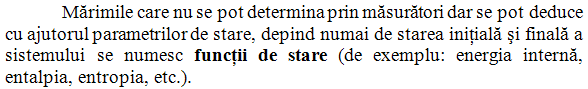 Mărimile care nu se pot determina prin măsurători dar se pot deduce
cu ajutorul parametrilor de stare, depind numai de starea inițială și finală a
sistemului se numesc funcții de stare (de exemplu: energia internă,
entalpia, entropia, etc.).